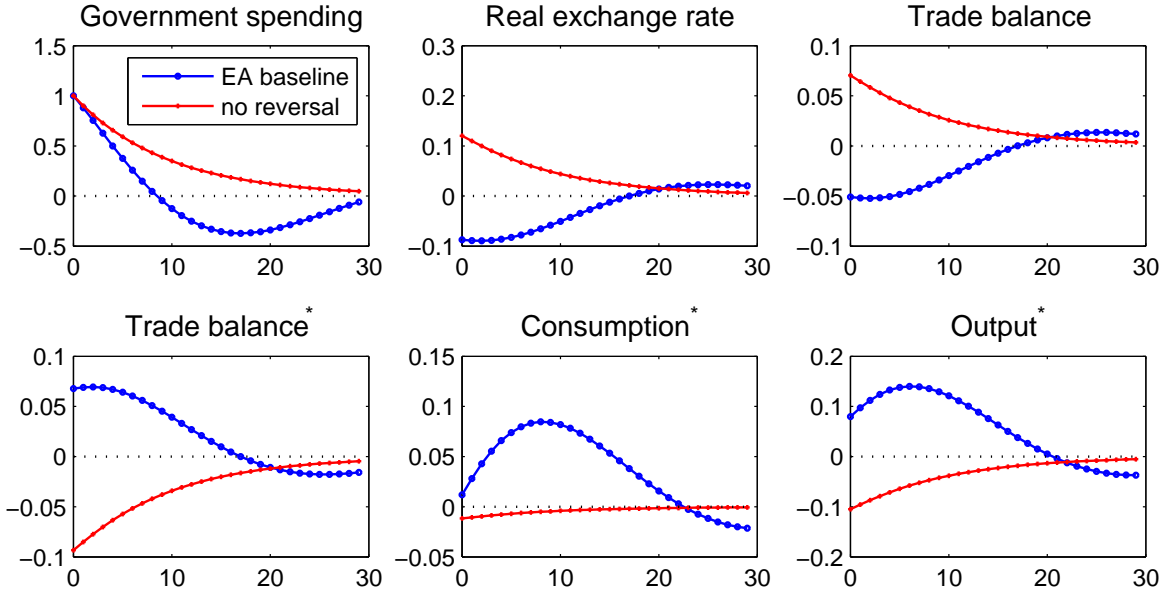 Government spending
Real exchange rate
Trade balance
1.5
1
0.5
0
−0.5
EA baseline
no reversal
0 10 20 30
0.3
0.2
0.1
0
−0.1
0 10 20 30
0.1
0.05
0
−0.05
−0.1
0 10 20 30
Trade balance*
Consumption*
Output*
0.1
0.05
0
−0.05
−0.1
0 10 20 30
0.15
0.1
0.05
0
−0.05
0 10 20 30
0.2
0.1
0
−0.1
−0.2
0 10 20 30